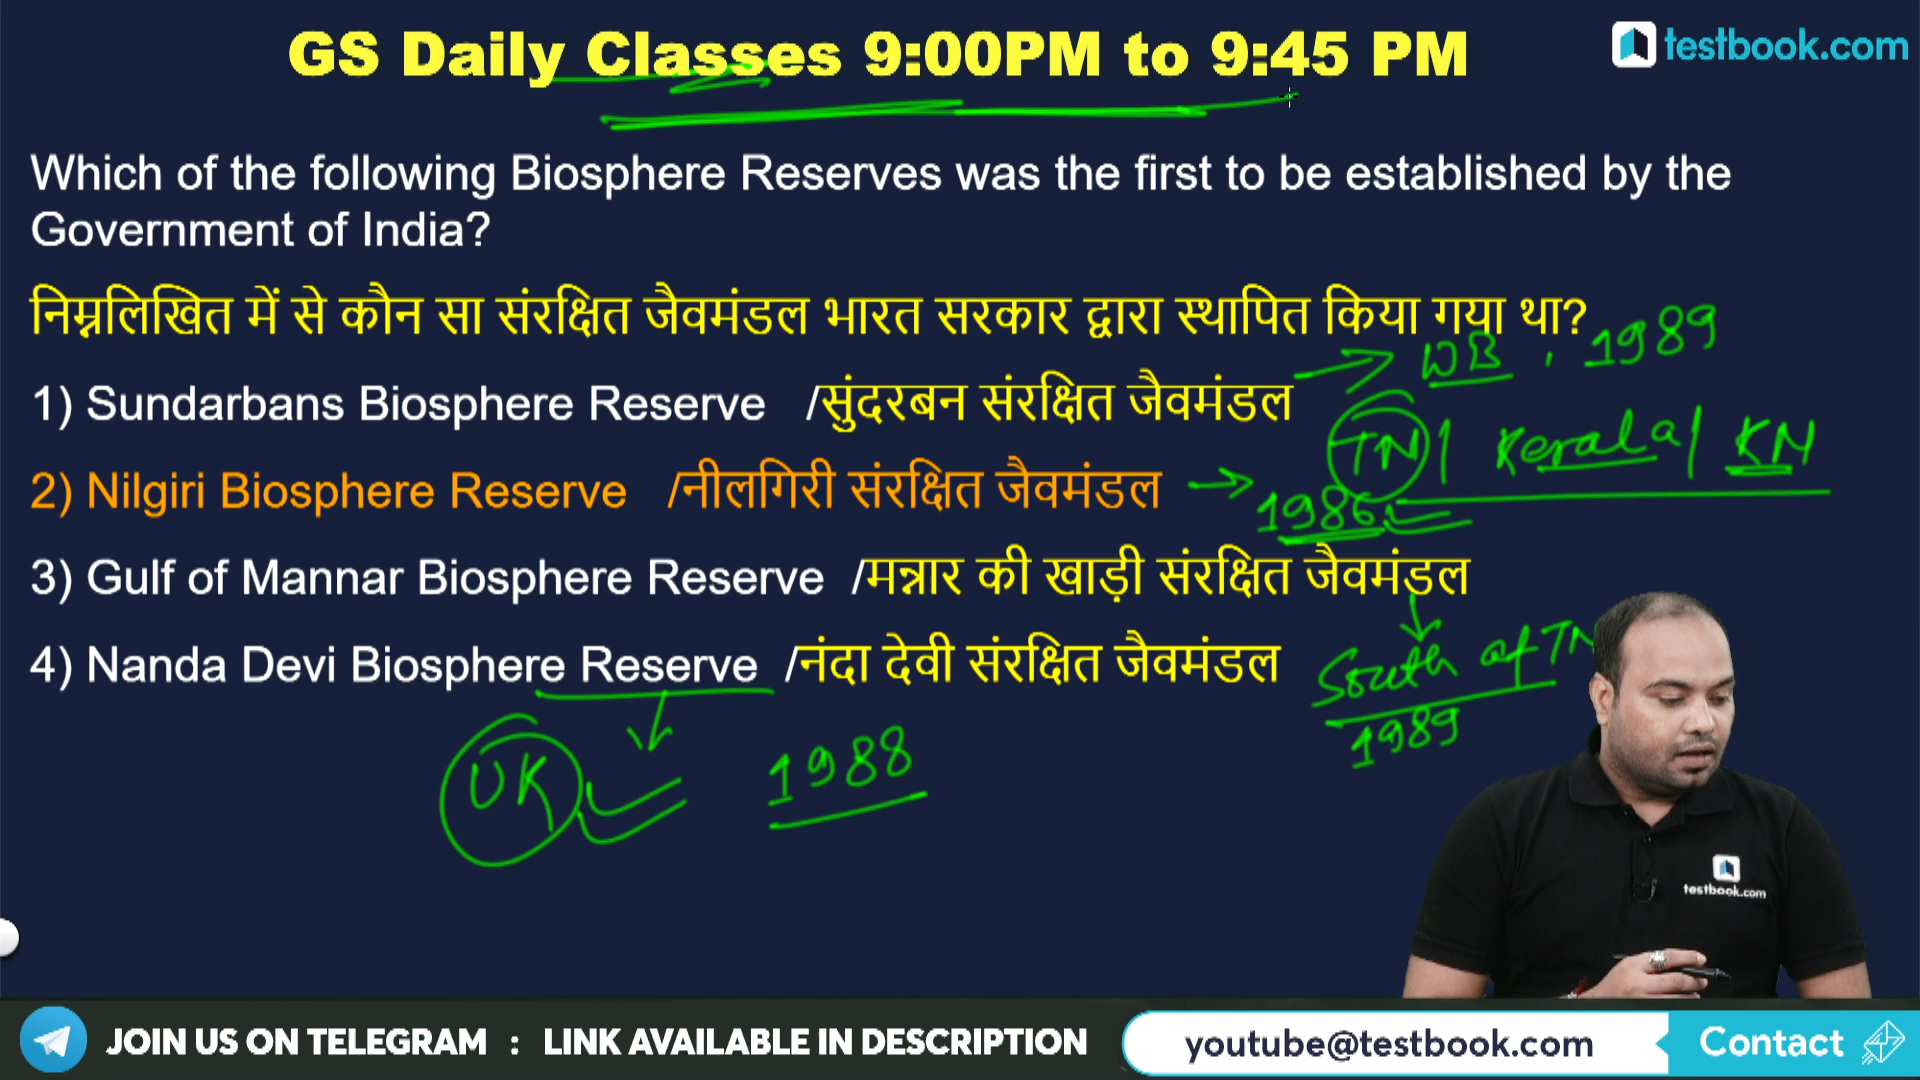 GS Daily Classes 9:00PM to 9:45 PM
testbook.com
Which of the following Biosphere Reserves was the first to be established by the
Government of India?
निम्नलिखित में से कौन सा संरक्षित जैवमंडल भारत सरकार द्वारा स्थापित किया गया था?
WB, 1989
1) Sundarbans Biosphere Reserve /सुंदरबन संरक्षित जैवमंडल
TN | Kerala | KN
2) Nilgiri Biosphere Reserve /नीलगिरी संरक्षित जैवमंडल
1986
3) Gulf of Mannar Biosphere Reserve /मन्नार की खाड़ी संरक्षित जैवमंडल
South of TN
4) Nanda Devi Biosphere Reserve /नंदा देवी संरक्षित जैवमंडल
1989
UK 1988
testbook.com
JOIN US ON TELEGRAM : LINK AVAILABLE IN DESCRIPTION
youtube@testbook.com
Contact